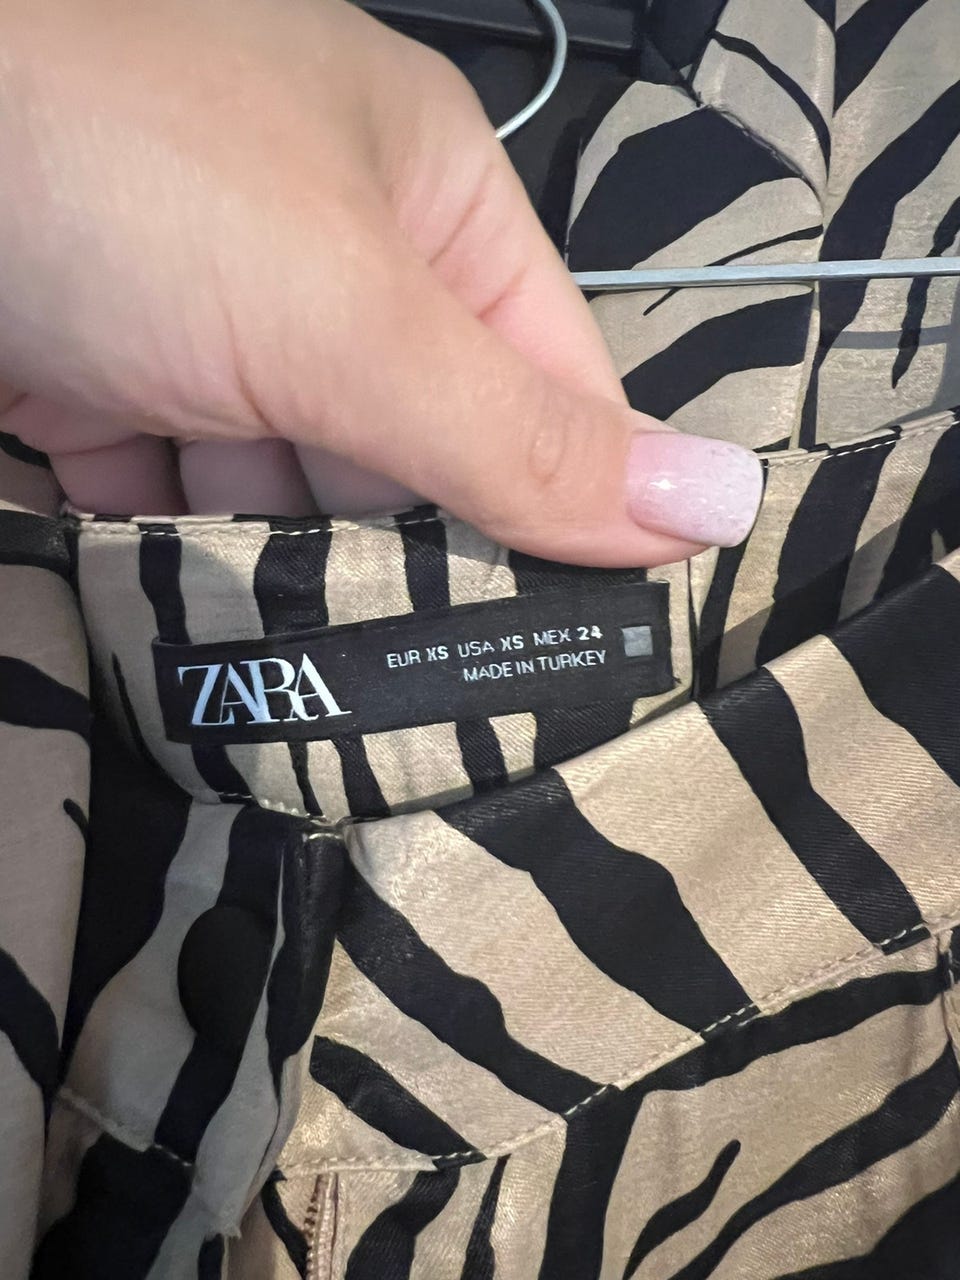 ZARA
EUR XS USA XS MEX 24
MADE IN TURKEY